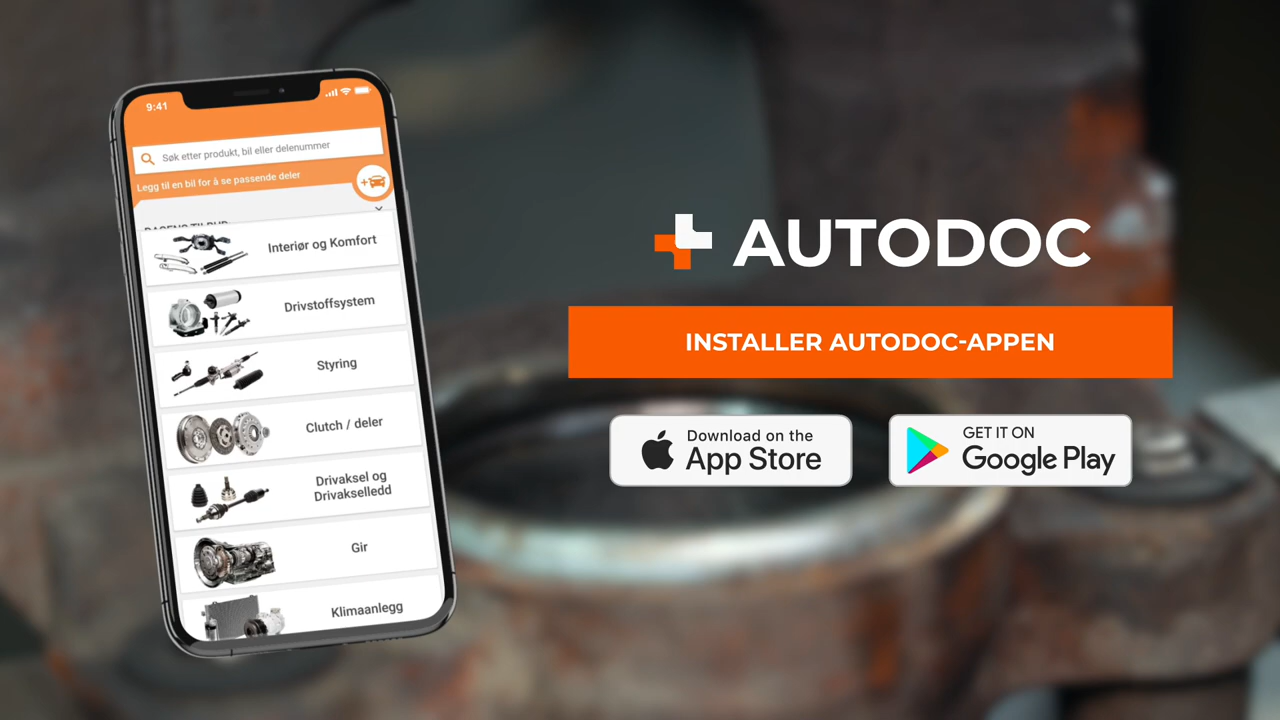 9:41
Søk etter produkt, bil eller delenummer
Legg til en bil for å se passende deler
DAGENS TILBUD
Interiør og Komfort
Drivstoffsystem
Styring
Clutch / deler
Drivaksel og
Drivakselledd
Gir
Klimaanlegg
AUTODOC
INSTALLER AUTODOC-APPEN
Download on the
App Store
GET IT ON
Google Play